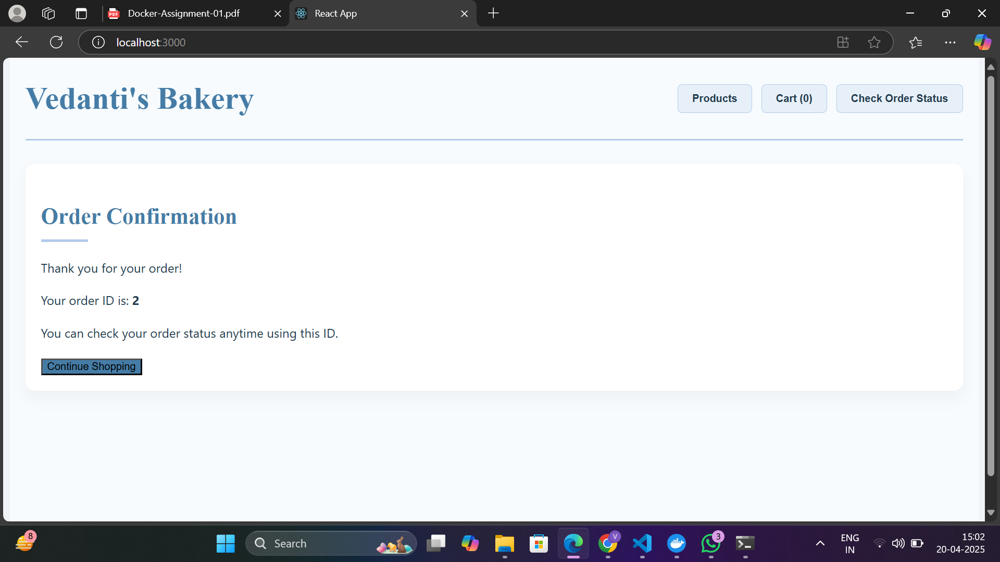 Docker-Assignment-01.pdf
React App
localhost:3000
Vedanti's Bakery
Products
Cart (0)
Check Order Status
Order Confirmation
Thank you for your order!
Your order ID is: 2
You can check your order status anytime using this ID.
Continue Shopping
8
Search
V
3
ENG
IN
15:02
20-04-2025
PDF